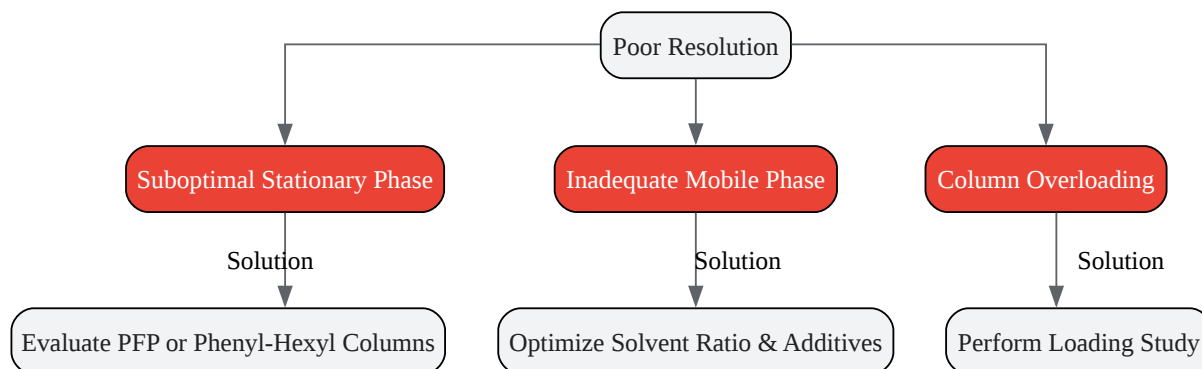 Poor Resolution
Suboptimal Stationary Phase
Inadequate Mobile Phase
Column Overloading
Solution
Solution
Solution
Evaluate PFP or Phenyl-Hexyl Columns
Optimize Solvent Ratio & Additives
Perform Loading Study